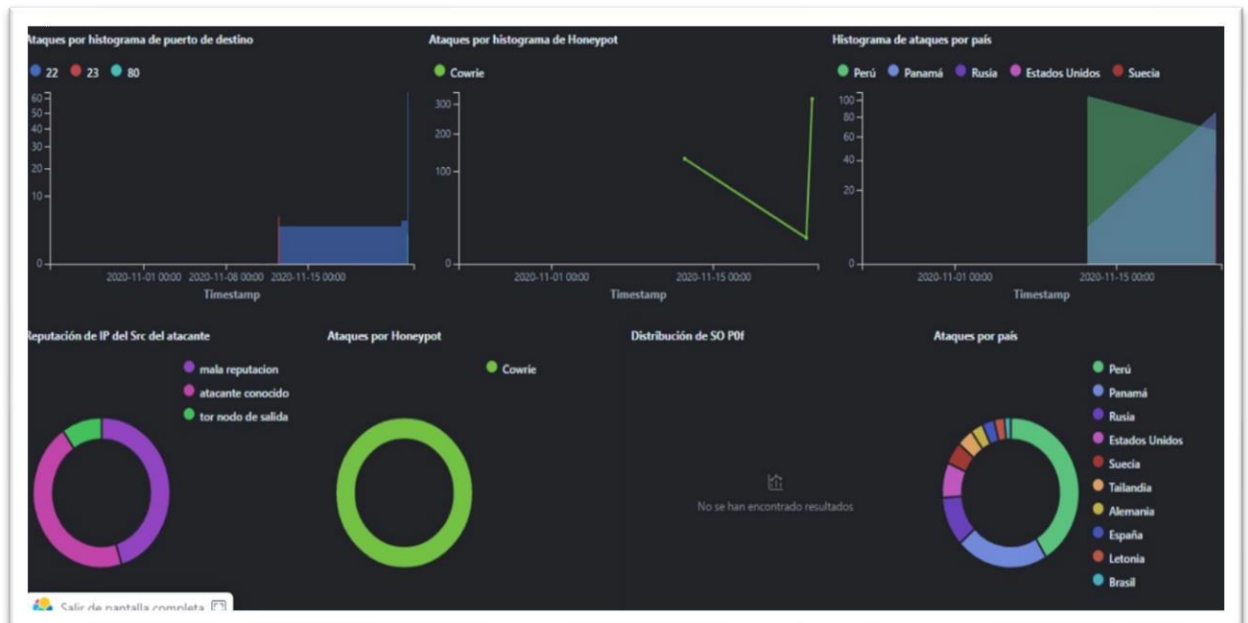 Ataques por histograma de puerto de destino
22 23 80
60
50
40
30
20
10
0
2020-11-01 00:00 2020-11-08 00:00 2020-11-15 00:00
Timestamp
Ataques por histograma de Honeypot
Cowrie
300
200
100
0
2020-11-01 00:00 2020-11-15 00:00
Timestamp
Histograma de ataques por país
Perú Panamá Rusia Estados Unidos Suecia
100
80
60
40
20
0
2020-11-01 00:00 2020-11-15 00:00
Timestamp
Reputación de IP del Src del atacante
mala reputacion
atacante conocido
tor nodo de salida
Ataques por Honeypot
Cowrie
Distribución de SO P0f
No se han encontrado resultados
Ataques por país
Perú
Panamá
Rusia
Estados Unidos
Suecia
Tailandia
Alemania
España
Letonia
Brasil
Salir de pantalla completa